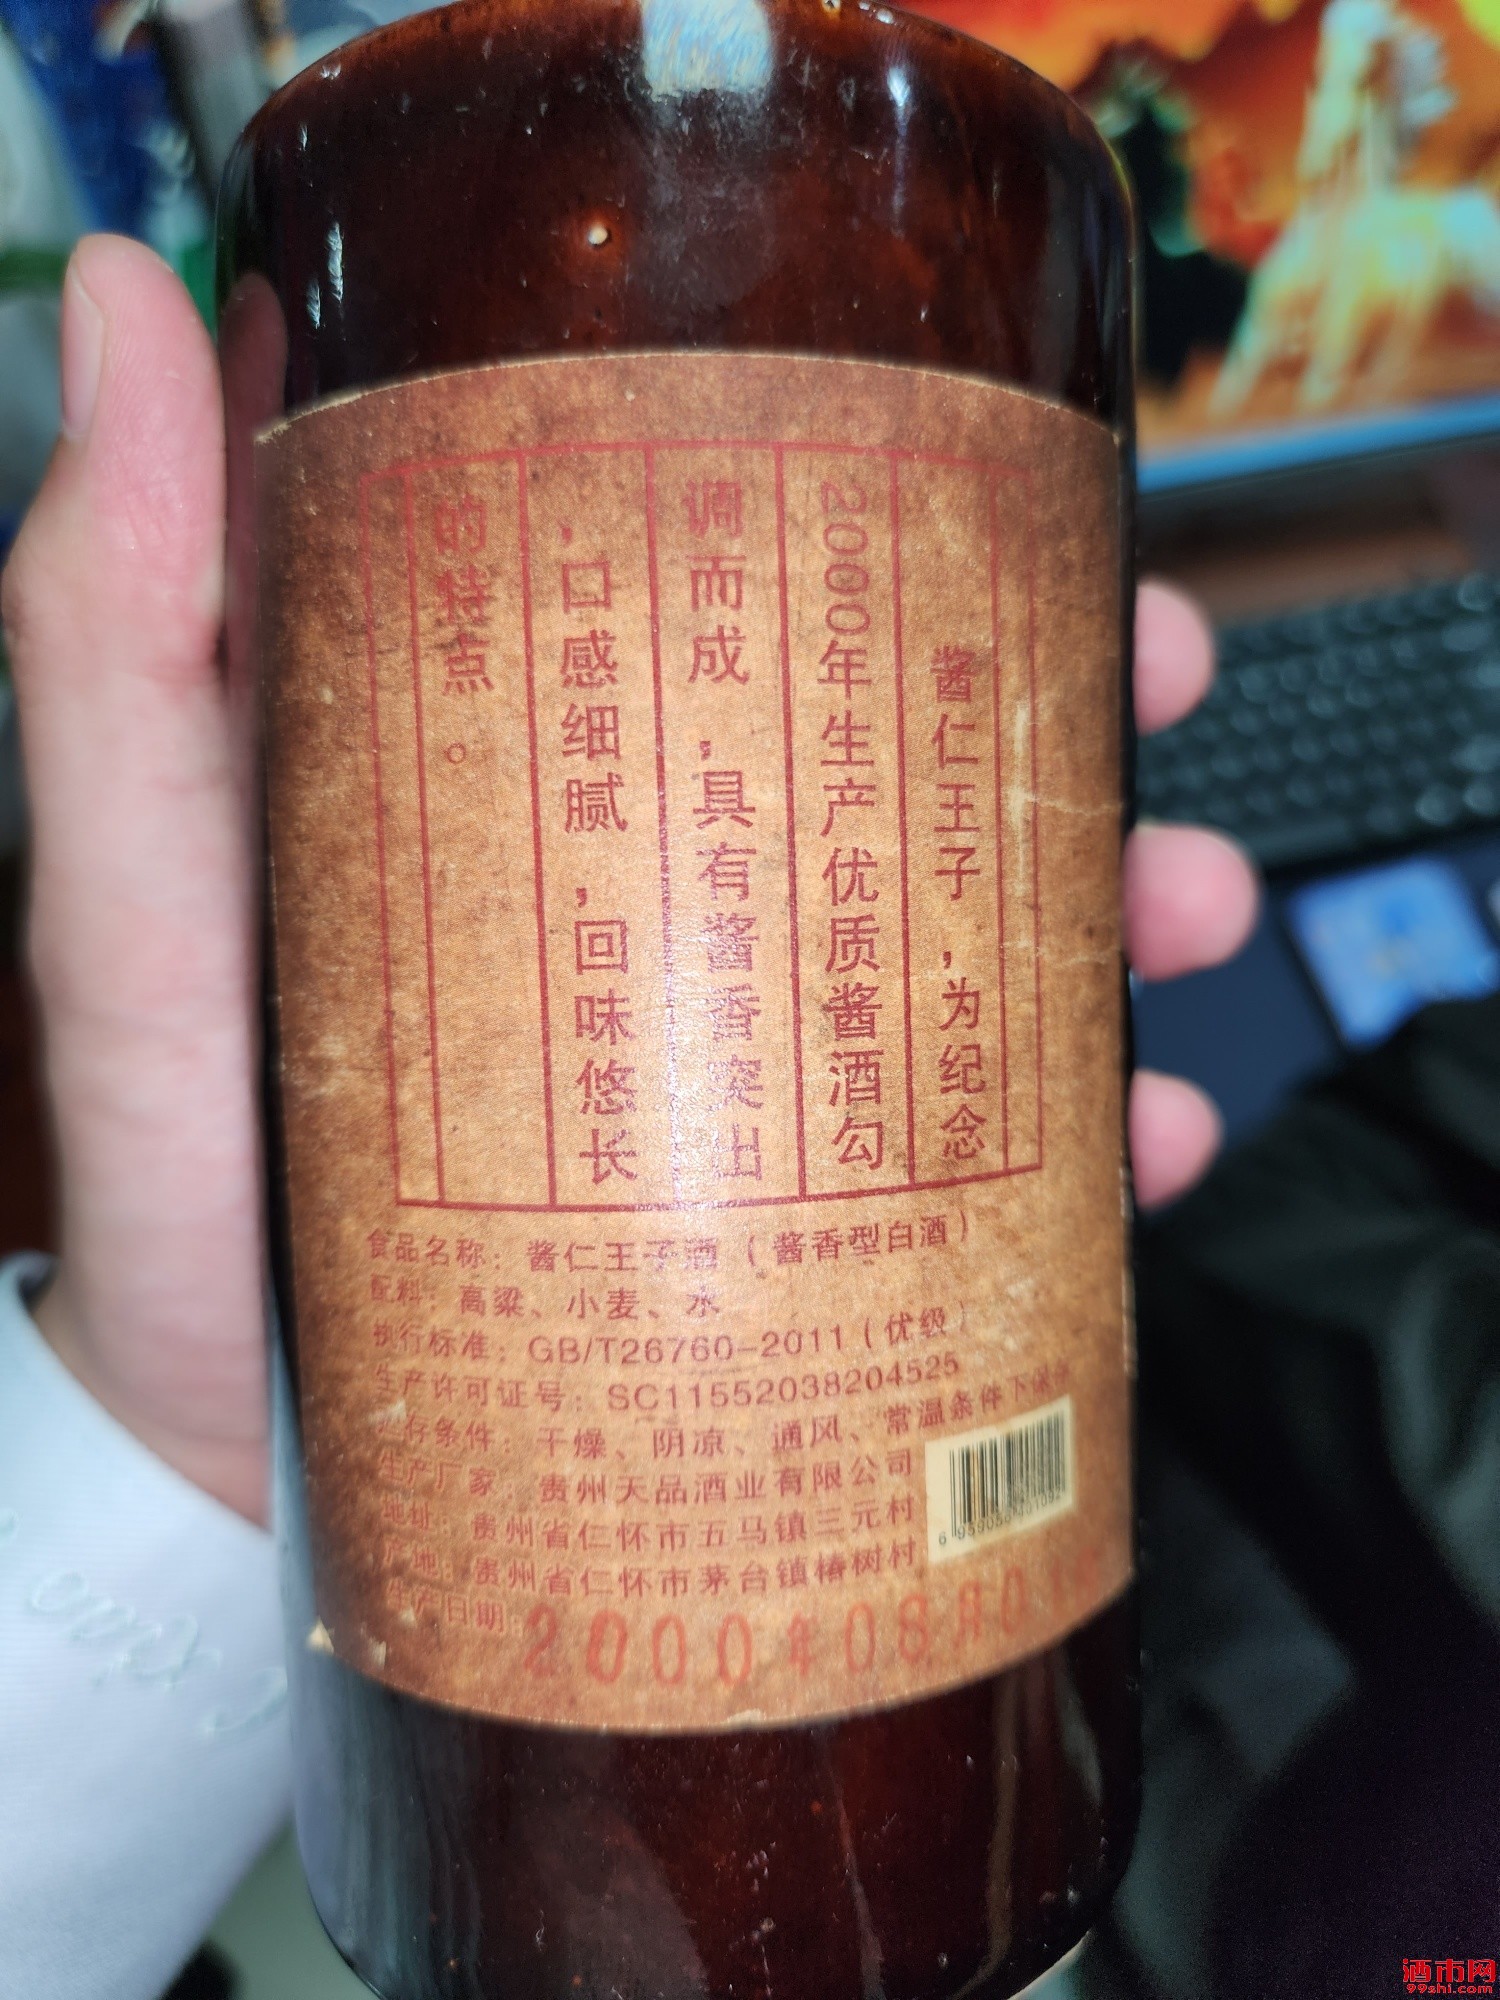 酱仁王子，为纪念
2000年生产优质酱酒勾
调而成，具有酱香突出
，口感细腻，回味悠长
的特点。
食品名称：酱仁王子酒（酱香型白酒）
配料：高粱、小麦、水
执行标准：GB/T26760-2011（优级）
生产许可证号：SC11552038204525
贮存条件：干燥、阴凉、通风、常温条件下保存
生产厂家：贵州天品酒业有限公司
地址：贵州省仁怀市五马镇三元村
产地：贵州省仁怀市茅台镇椿树村
生产日期：2000年08月0
酒市网
99shi.com